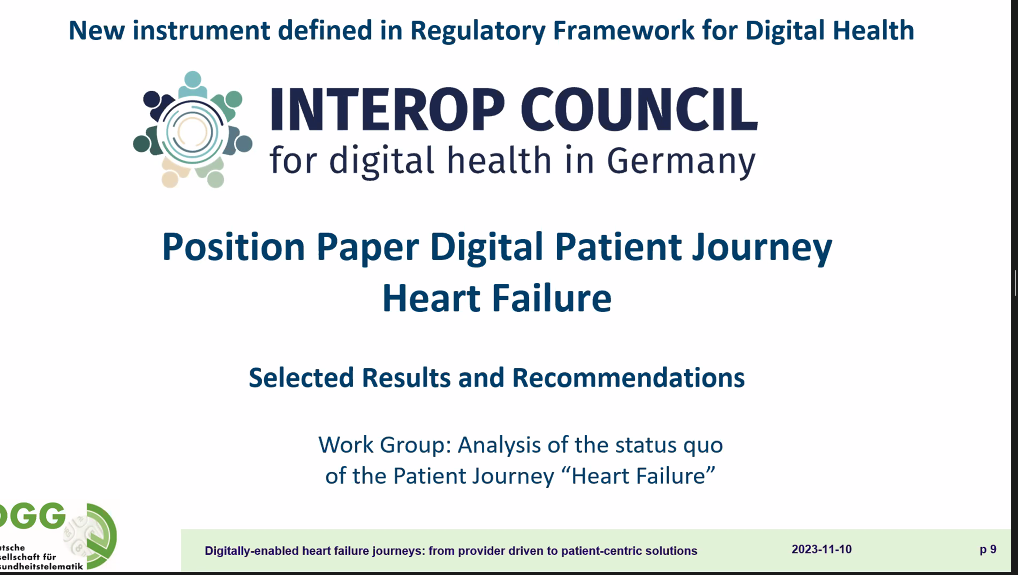 New instrument defined in Regulatory Framework for Digital Health
INTEROP COUNCIL
for digital health in Germany
Position Paper Digital Patient Journey
Heart Failure
Selected Results and Recommendations
Work Group: Analysis of the status quo
of the Patient Journey “Heart Failure”
GG
Digitally-enabled heart failure journeys: from provider driven to patient-centric solutions
2023-11-10
p 9